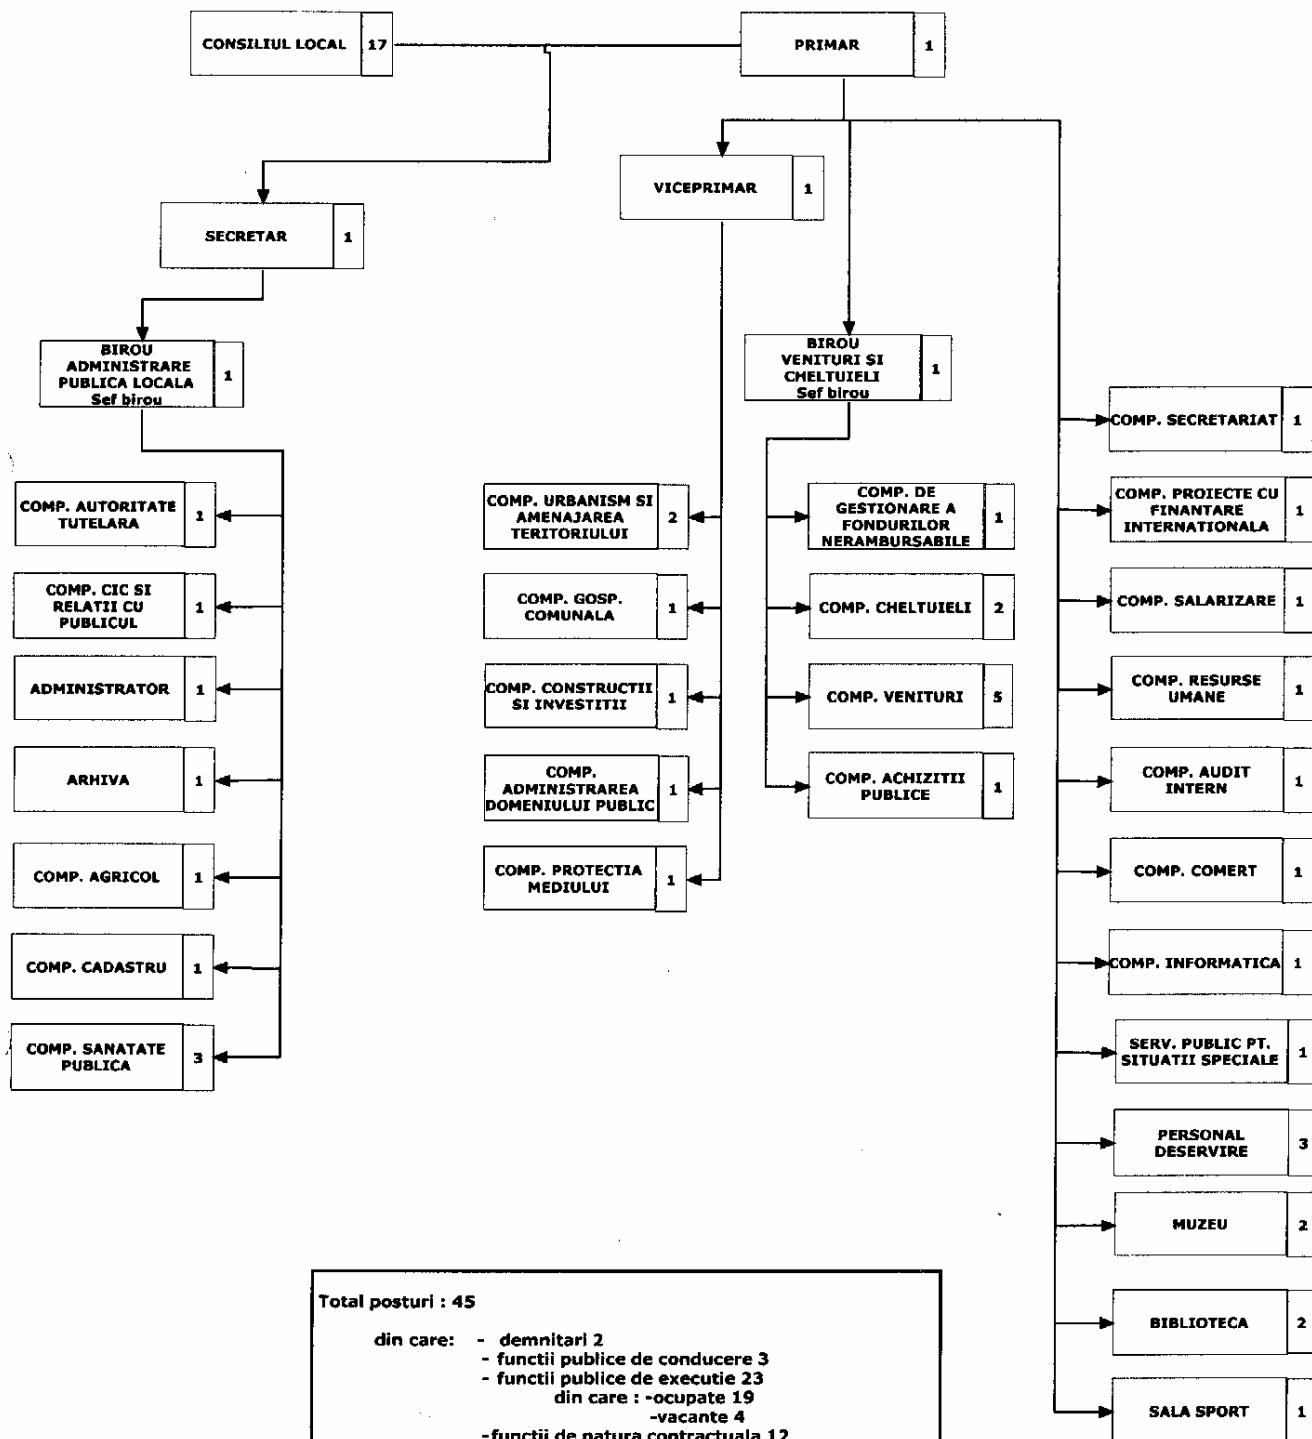 CONSILIUL LOCAL 17
PRIMAR 1
VICEPRIMAR 1
SECRETAR 1
BIROU
ADMINISTRARE
PUBLICA LOCALA
Sef birou
1
BIROU
VENITURI SI
CHELTUIELI
Sef birou
1
COMP. AUTORITATE
TUTELARA
1
COMP. CIC SI
RELATII CU
PUBLICUL
1
ADMINISTRATOR 1
ARHIVA 1
COMP. AGRICOL 1
COMP. CADASTRU 1
COMP. SANATATE
PUBLICA
3
COMP. URBANISM SI
AMENAJAREA
TERITORIULUI
2
COMP. GOSP.
COMUNALA
1
COMP. CONSTRUCTII
SI INVESTITII
1
COMP.
ADMINISTRAREA
DOMENIULUI PUBLIC
1
COMP. PROTECTIA
MEDIULUI
1
COMP. DE
GESTIONARE A
FONDURILOR
NERAMBURSABILE
1
COMP. CHELTUIELI 2
COMP. VENITURI 5
COMP. ACHIZITII
PUBLICE
1
COMP. SECRETARIAT 1
COMP. PROIECTE CU
FINANTARE
INTERNATIONALA
1
COMP. SALARIZARE 1
COMP. RESURSE
UMANE
1
COMP. AUDIT
INTERN
1
COMP. COMERT 1
COMP. INFORMATICA 1
SERV. PUBLIC PT.
SITUATII SPECIALE
1
PERSONAL
DESERVIRE
3
MUZEU 2
BIBLIOTECA 2
SALA SPORT 1
Total posturi : 45
din care: - demnitari 2
- functii publice de conducere 3
- functii publice de executie 23
din care : -ocupate 19
-vacante 4
-functii de natura contractuala 12